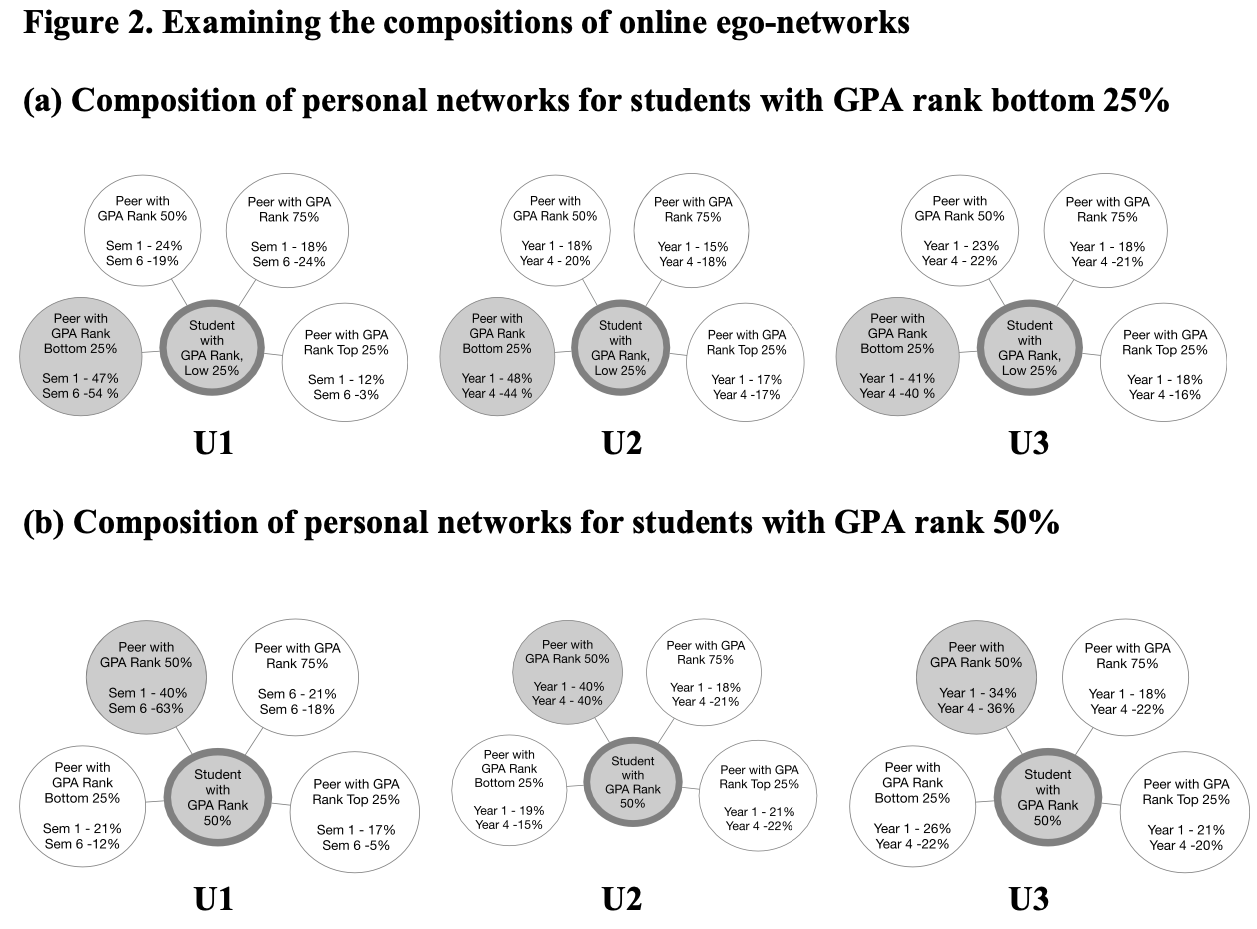 Figure 2. Examining the compositions of online ego-networks
(a) Composition of personal networks for students with GPA rank bottom 25%
Peer with
GPA Rank 50%
Sem 1 - 24%
Sem 6 -19%
Peer with GPA
Rank 75%
Sem 1 - 18%
Sem 6 -24%
Peer with
GPA Rank
Bottom 25%
Sem 1 - 47%
Sem 6 -54 %
Student
with
GPA Rank,
Low 25%
Peer with GPA
Rank Top 25%
Sem 1 - 12%
Sem 6 -3%
U1
Peer with
GPA Rank 50%
Year 1 - 18%
Year 4 - 20%
Peer with GPA
Rank 75%
Year 1 - 15%
Year 4 -18%
Peer with
GPA Rank
Bottom 25%
Year 1 - 48%
Year 4 -44 %
Student
with
GPA Rank,
Low 25%
Peer with GPA
Rank Top 25%
Year 1 - 17%
Year 4 -17%
U2
Peer with
GPA Rank 50%
Year 1 - 23%
Year 4 - 22%
Peer with GPA
Rank 75%
Year 1 - 18%
Year 4 -21%
Peer with
GPA Rank
Bottom 25%
Year 1 - 41%
Year 4 -40 %
Student
with
GPA Rank,
Low 25%
Peer with GPA
Rank Top 25%
Year 1 - 18%
Year 4 -16%
U3
(b) Composition of personal networks for students with GPA rank 50%
Peer with
GPA Rank 50%
Sem 1 - 40%
Sem 6 -63%
Peer with GPA
Rank 75%
Sem 6 - 21%
Sem 6 -18%
Peer with
GPA Rank
Bottom 25%
Sem 1 - 21%
Sem 6 -12%
Student
with
GPA Rank
50%
Peer with GPA
Rank Top 25%
Sem 1 - 17%
Sem 6 -5%
U1
Peer with
GPA Rank 50%
Year 1 - 40%
Year 4 - 40%
Peer with GPA
Rank 75%
Year 1 - 18%
Year 4 -21%
Peer with
GPA Rank
Bottom 25%
Year 1 - 19%
Year 4 -15%
Student
with
GPA Rank
50%
Peer with GPA
Rank Top 25%
Year 1 - 21%
Year 4 -22%
U2
Peer with
GPA Rank 50%
Year 1 - 34%
Year 4 - 36%
Peer with GPA
Rank 75%
Year 1 - 18%
Year 4 -22%
Peer with
GPA Rank
Bottom 25%
Year 1 - 26%
Year 4 -22%
Student
with
GPA Rank
50%
Peer with GPA
Rank Top 25%
Year 1 - 21%
Year 4 -20%
U3